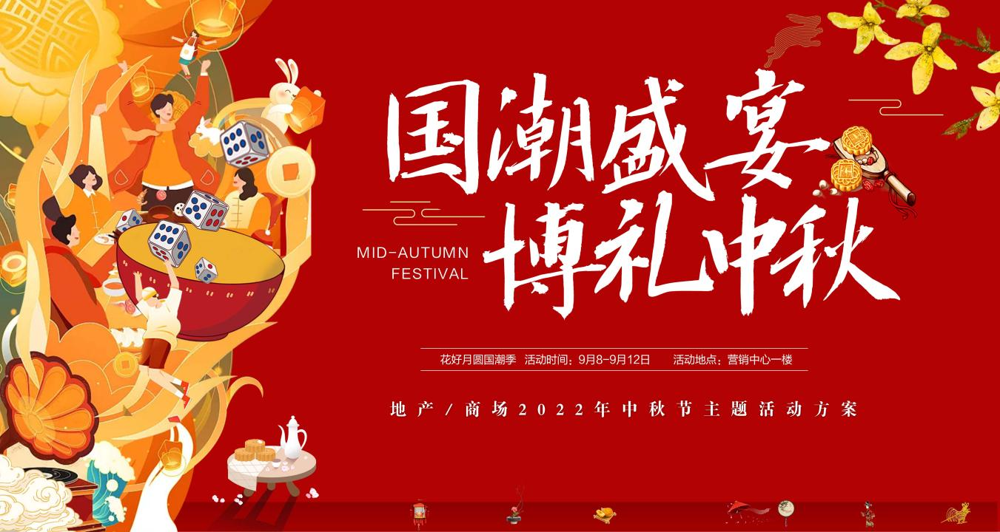 国潮盛宴
博礼中秋
MID-AUTUMN
FESTIVAL
花好月圆国潮季 活动时间：9月8-9月12日 活动地点：营销中心一楼
地产/商场2022年中秋节主题活动方案